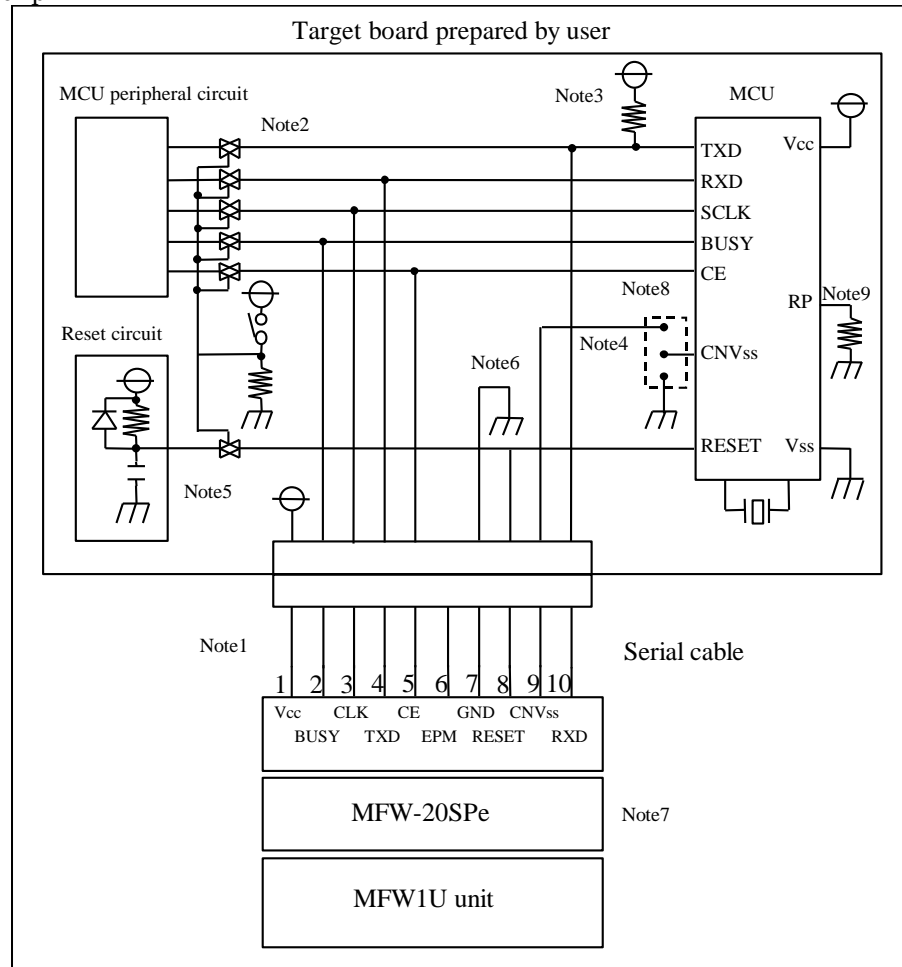 Target board prepared by user
MCU peripheral circuit
Note2
Note3
MCU
TXD
Vcc
RXD
SCLK
BUSY
CE
Note8
RP
Note9
Reset circuit
Note4
CNVss
Note6
RESET
Vss
Note5
Note1
Serial cable
1 2 3 4 5 6 7 8 9 10
Vcc CLK CE GND CNVss
BUSY TXD EPM RESET RXD
MFW-20SPe
Note7
MFW1U unit